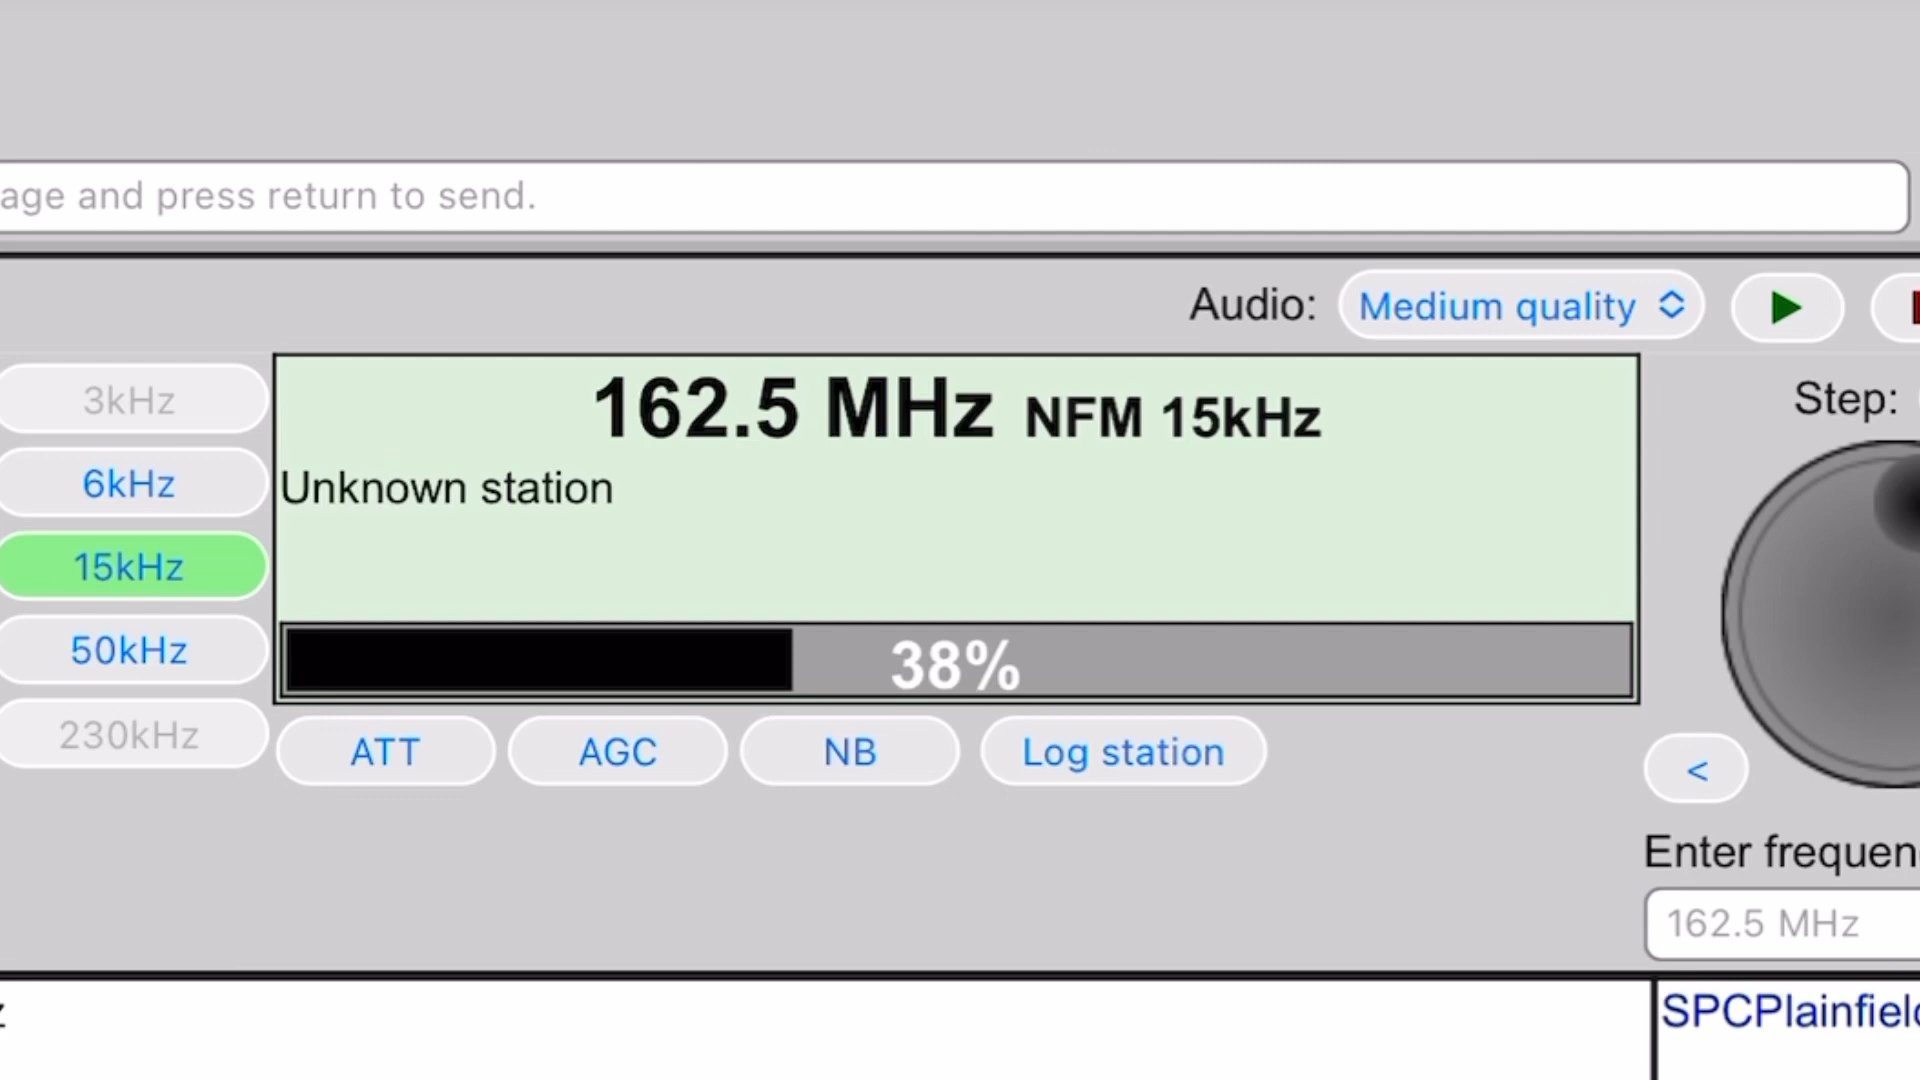 age and press return to send.
Audio: Medium quality
3kHz
6kHz
15kHz
50kHz
230kHz
162.5 MHz NFM 15kHz
Unknown station
38%
ATT AGC NB Log station
Step:
<
Enter frequen
162.5 MHz
z
SPCPlainfield